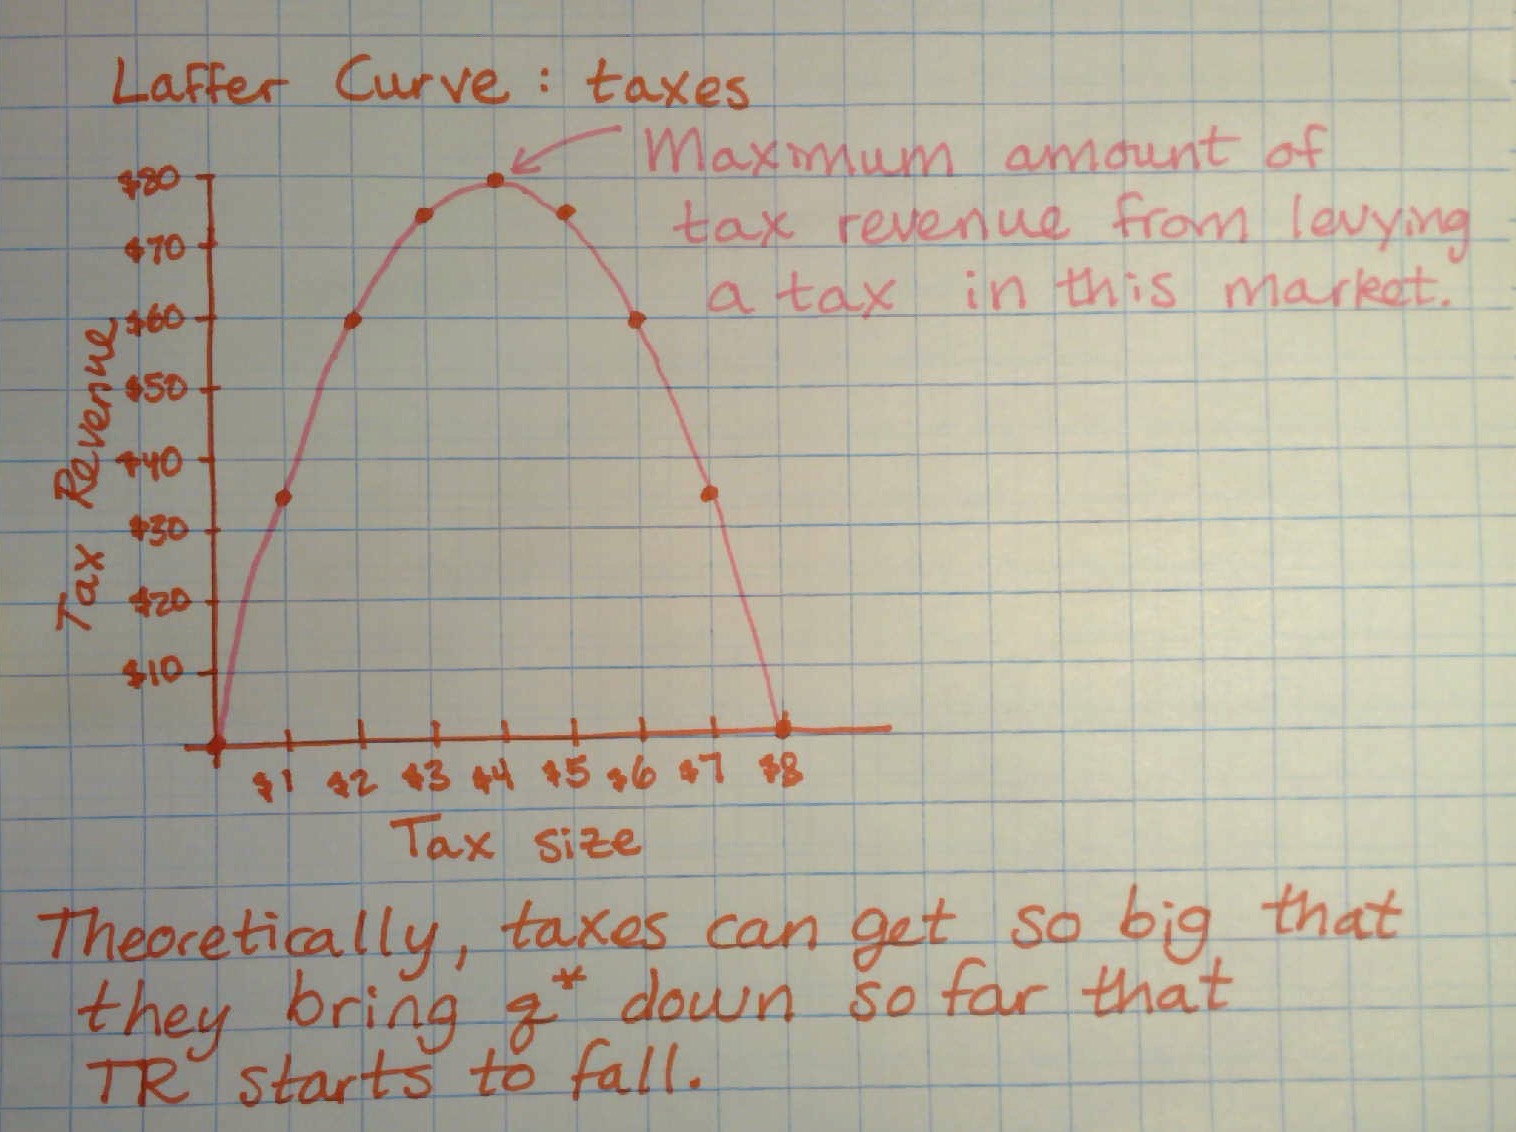 Laffer Curve: taxes
Maximum amount of
tax revenue from levying
a tax in this market.
$80
$70
$60
$50
$40
$30
$20
$10
Tax Revenue
$1 $2 $3 $4 $5 $6 $7 $8
Tax size
Theoretically, taxes can get so big that
they bring q* down so far that
TR starts to fall.